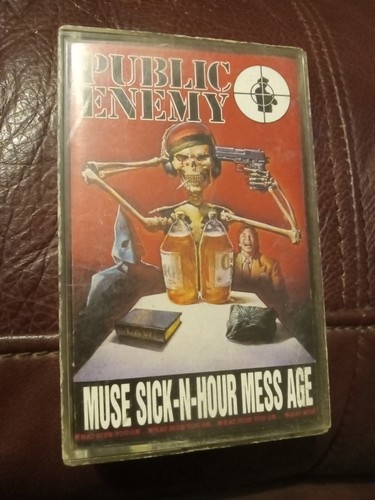 PUBLIC
ENEMY
MUSE SICK-N-HOUR MESS AGE